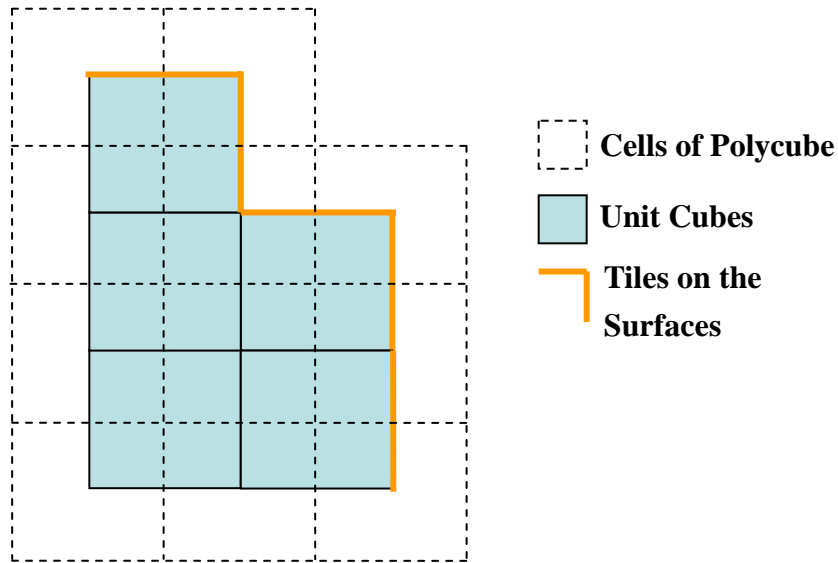 Cells of Polycube
Unit Cubes
Tiles on the
Surfaces